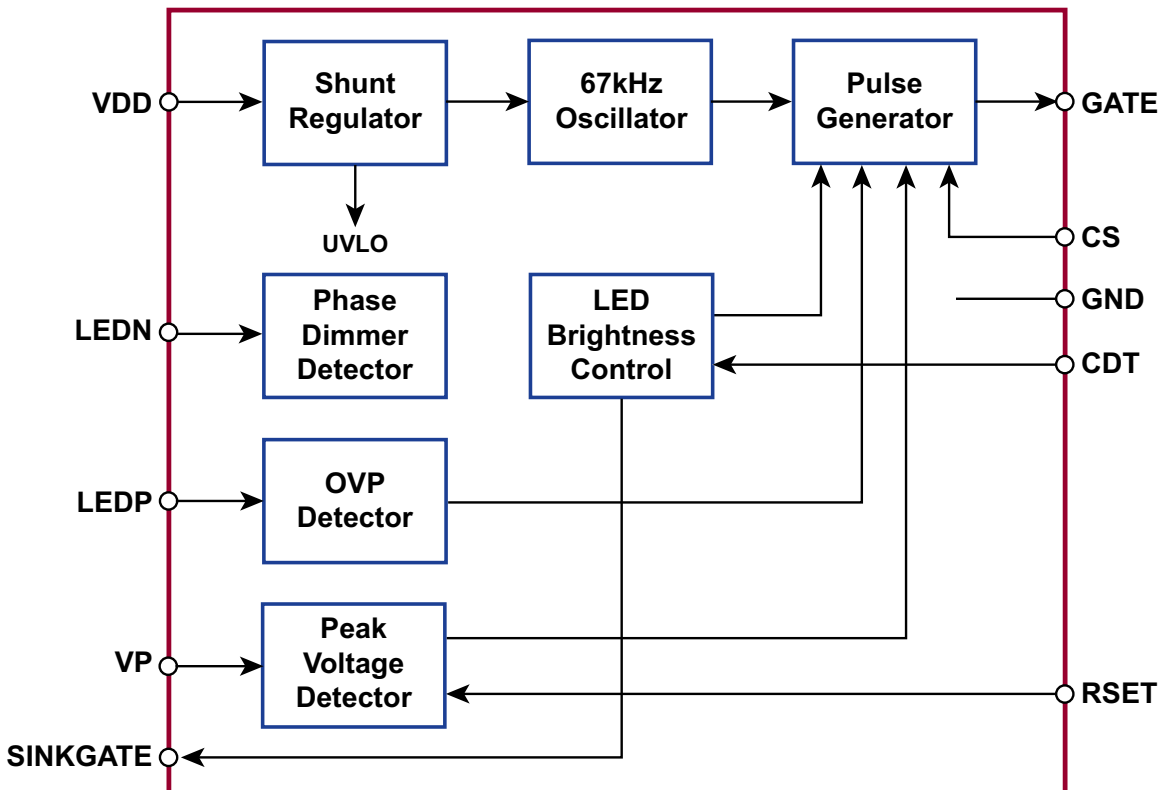 VDD
Shunt
Regulator
67kHz
Oscillator
Pulse
Generator
GATE
UVLO
CS
LEDN
Phase
Dimmer
Detector
LED
Brightness
Control
GND
CDT
LEDP
OVP
Detector
VP
Peak
Voltage
Detector
RSET
SINKGATE